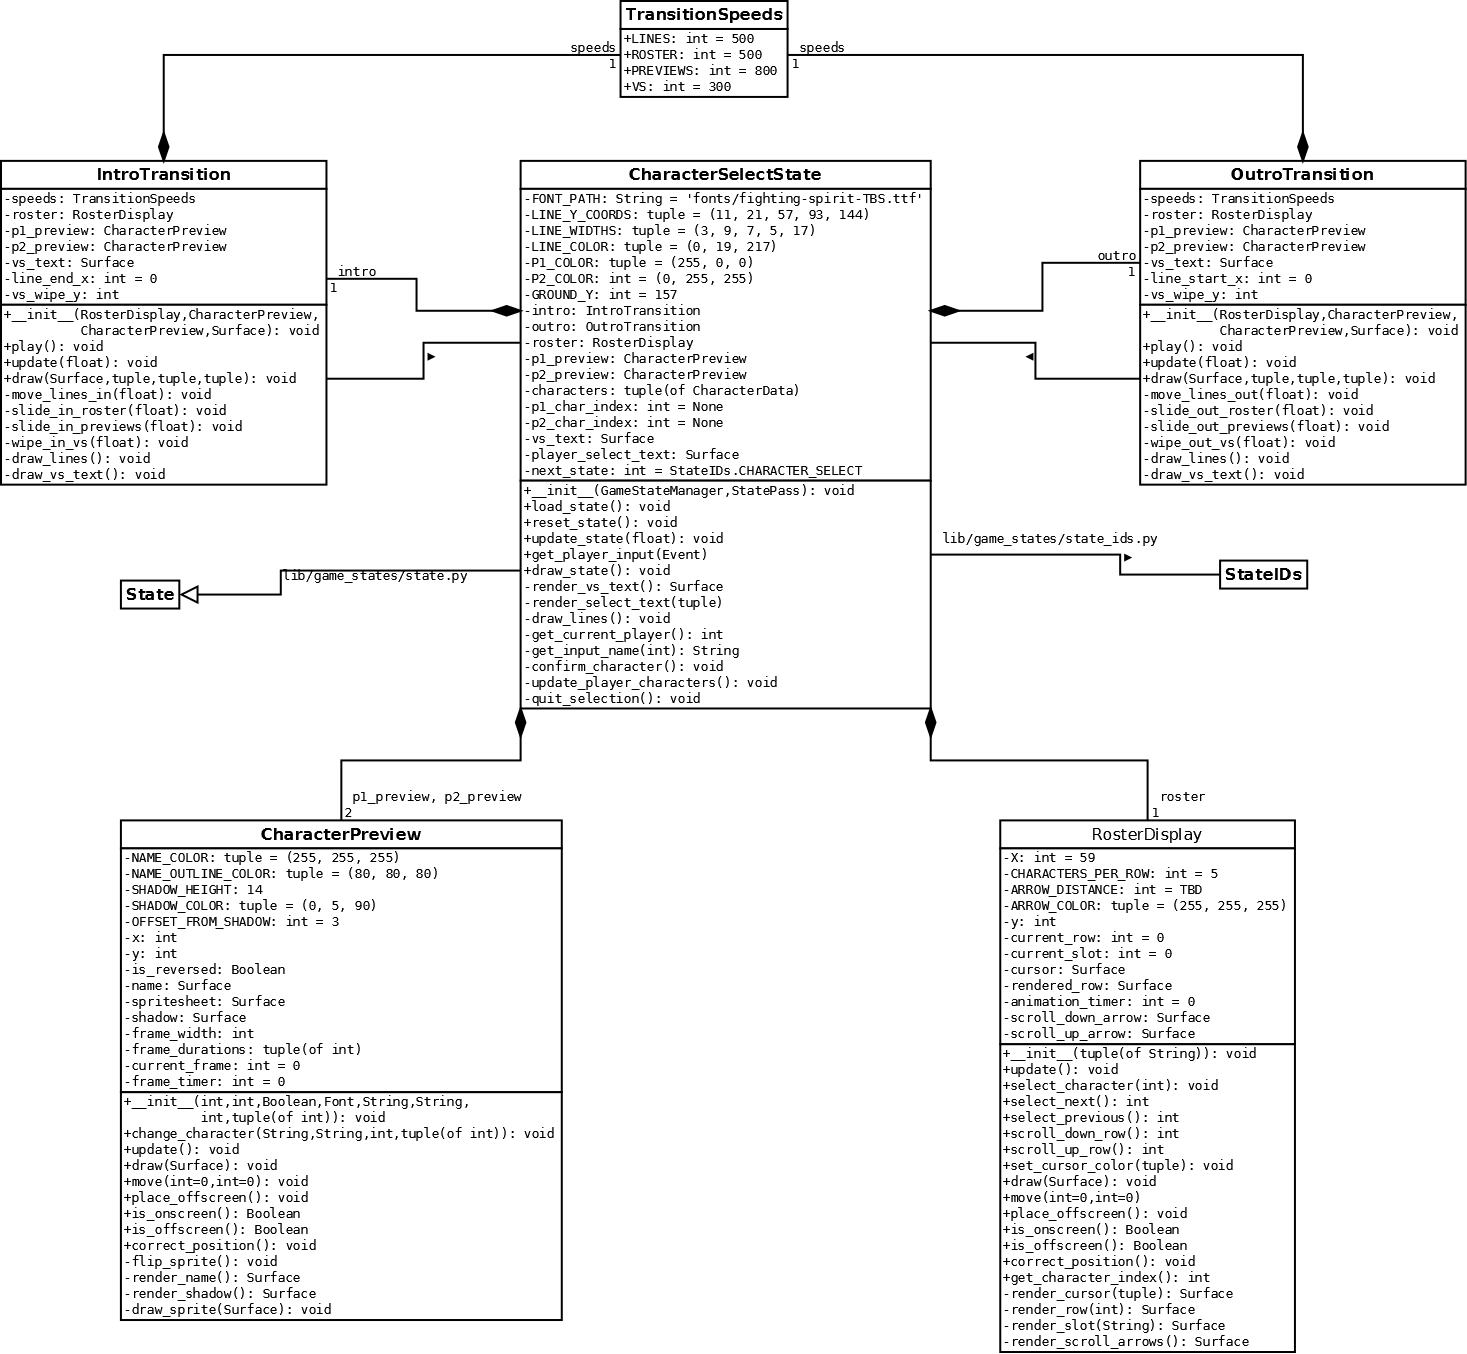 TransitionSpeeds
+LINES: int = 500
+ROSTER: int = 500
+PREVIEWS: int = 800
+VS: int = 300
speeds
1
speeds
1
IntroTransition
-speeds: TransitionSpeeds
-roster: RosterDisplay
-p1_preview: CharacterPreview
-p2_preview: CharacterPreview
-vs_text: Surface
-line_end_x: int = 0
-vs_wipe_y: int
+__init__(RosterDisplay,CharacterPreview,
CharacterPreview,Surface): void
+play(): void
+update(float): void
+draw(Surface,tuple,tuple,tuple): void
-move_lines_in(float): void
-slide_in_roster(float): void
-slide_in_previews(float): void
-wipe_in_vs(float): void
-draw_lines(): void
-draw_vs_text(): void
intro
1
CharacterSelectState
-FONT_PATH: String = 'fonts/fighting-spirit-TBS.ttf'
-LINE_Y_COORDS: tuple = (11, 21, 57, 93, 144)
-LINE_WIDTHS: tuple = (3, 9, 7, 5, 17)
-LINE_COLOR: tuple = (0, 19, 217)
-P1_COLOR: tuple = (255, 0, 0)
-P2_COLOR: int = (0, 255, 255)
-GROUND_Y: int = 157
-intro: IntroTransition
-outro: OutroTransition
-roster: RosterDisplay
-p1_preview: CharacterPreview
-p2_preview: CharacterPreview
-characters: tuple(of CharacterData)
-p1_char_index: int = None
-p2_char_index: int = None
-vs_text: Surface
-player_select_text: Surface
-next_state: int = StateIDs.CHARACTER_SELECT
+__init__(GameStateManager,StatePass): void
+load_state(): void
+reset_state(): void
+update_state(float): void
+get_player_input(Event)
+draw_state(): void
-render_vs_text(): Surface
-render_select_text(tuple)
-draw_lines(): void
-get_current_player(): int
-get_input_name(int): String
-confirm_character(): void
-update_player_characters(): void
-quit_selection(): void
outro
1
OutroTransition
-speeds: TransitionSpeeds
-roster: RosterDisplay
-p1_preview: CharacterPreview
-p2_preview: CharacterPreview
-vs_text: Surface
-line_start_x: int = 0
-vs_wipe_y: int
+__init__(RosterDisplay,CharacterPreview,
CharacterPreview,Surface): void
+play(): void
+update(float): void
+draw(Surface,tuple,tuple,tuple): void
-move_lines_out(float): void
-slide_out_roster(float): void
-slide_out_previews(float): void
-wipe_out_vs(float): void
-draw_lines(): void
-draw_vs_text(): void
State
lib/game_states/state.py
lib/game_states/state_ids.py
StateIDs
p1_preview, p2_preview
2
CharacterPreview
-NAME_COLOR: tuple = (255, 255, 255)
-NAME_OUTLINE_COLOR: tuple = (80, 80, 80)
-SHADOW_HEIGHT: 14
-SHADOW_COLOR: tuple = (0, 5, 90)
-OFFSET_FROM_SHADOW: int = 3
-x: int
-y: int
-is_reversed: Boolean
-name: Surface
-spritesheet: Surface
-shadow: Surface
-frame_width: int
-frame_durations: tuple(of int)
-current_frame: int = 0
-frame_timer: int = 0
+__init__(int,int,Boolean,Font,String,String,
int,tuple(of int)): void
+change_character(String,String,int,tuple(of int)): void
+update(): void
+draw(Surface): void
+move(int=0,int=0): void
+place_offscreen(): void
+is_onscreen(): Boolean
+is_offscreen(): Boolean
+correct_position(): void
-flip_sprite(): void
-render_name(): Surface
-render_shadow(): Surface
-draw_sprite(Surface): void
roster
1
RosterDisplay
-X: int = 59
-CHARACTERS_PER_ROW: int = 5
-ARROW_DISTANCE: int = TBD
-ARROW_COLOR: tuple = (255, 255, 255)
-y: int
-current_row: int = 0
-current_slot: int = 0
-cursor: Surface
-rendered_row: Surface
-animation_timer: int = 0
-scroll_down_arrow: Surface
-scroll_up_arrow: Surface
+__init__(tuple(of String)): void
+update(): void
+select_character(int): void
+select_next(): int
+select_previous(): int
+scroll_down_row(): int
+scroll_up_row(): int
+set_cursor_color(tuple): void
+draw(Surface): void
+move(int=0,int=0)
+place_offscreen(): void
+is_onscreen(): Boolean
+is_offscreen(): Boolean
+correct_position(): void
+get_character_index(): int
-render_cursor(tuple): Surface
-render_row(int): Surface
-render_slot(String): Surface
-render_scroll_arrows(): Surface